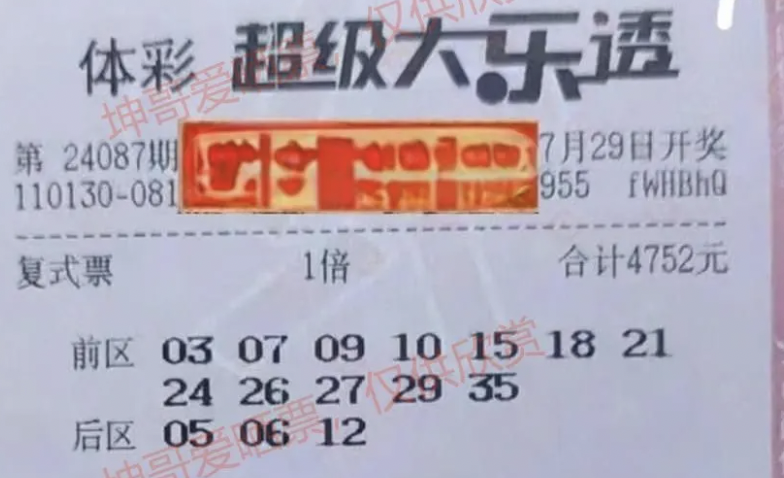 体彩 超级大乐透
第 24087期 7月29日开奖
110130-081 955 fWHBhQ
复式票 1倍 合计4752元
前区 03 07 09 10 15 18 21
24 26 27 29 35
后区 05 06 12
坤哥爱晒票，仅供欣赏
坤哥爱晒票，仅供欣赏